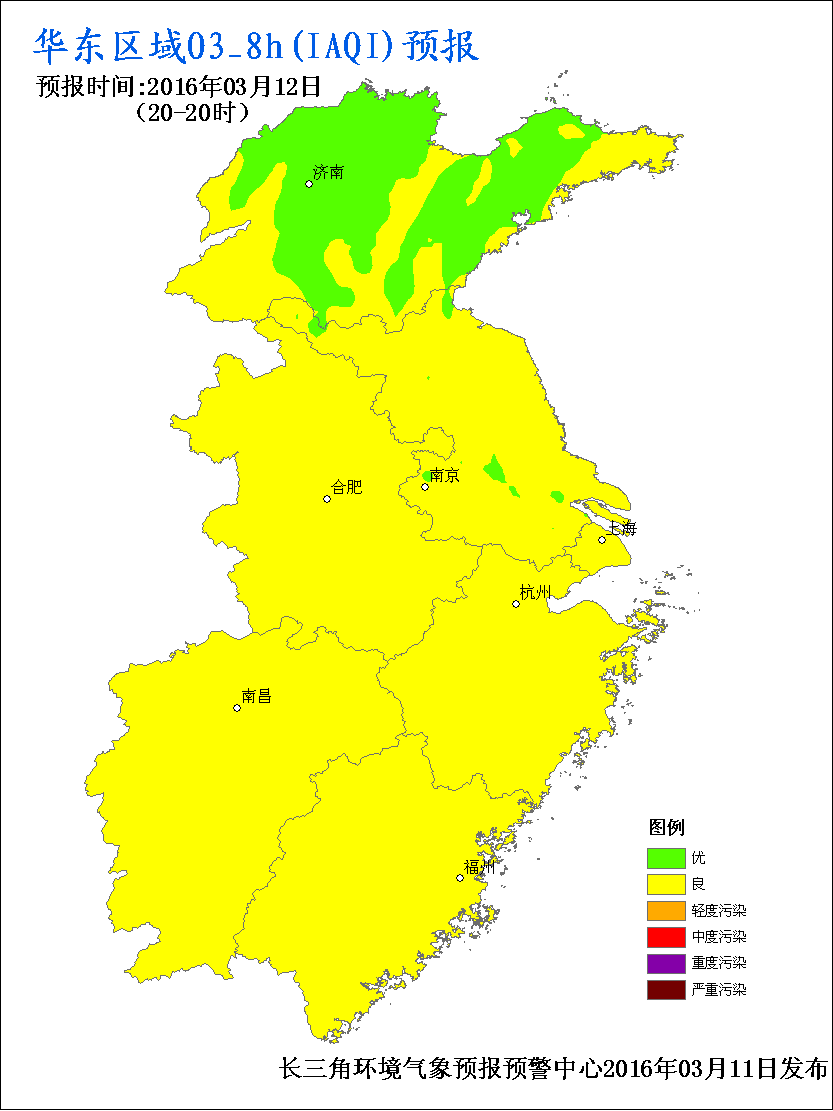 华东区域O3_8h(IAQI)预报
预报时间:2016年03月12日
(20-20时)
济南
南京
合肥
上海
杭州
南昌
福州
图例
优
良
轻度污染
中度污染
重度污染
严重污染
长三角环境气象预报预警中心2016年03月11日发布